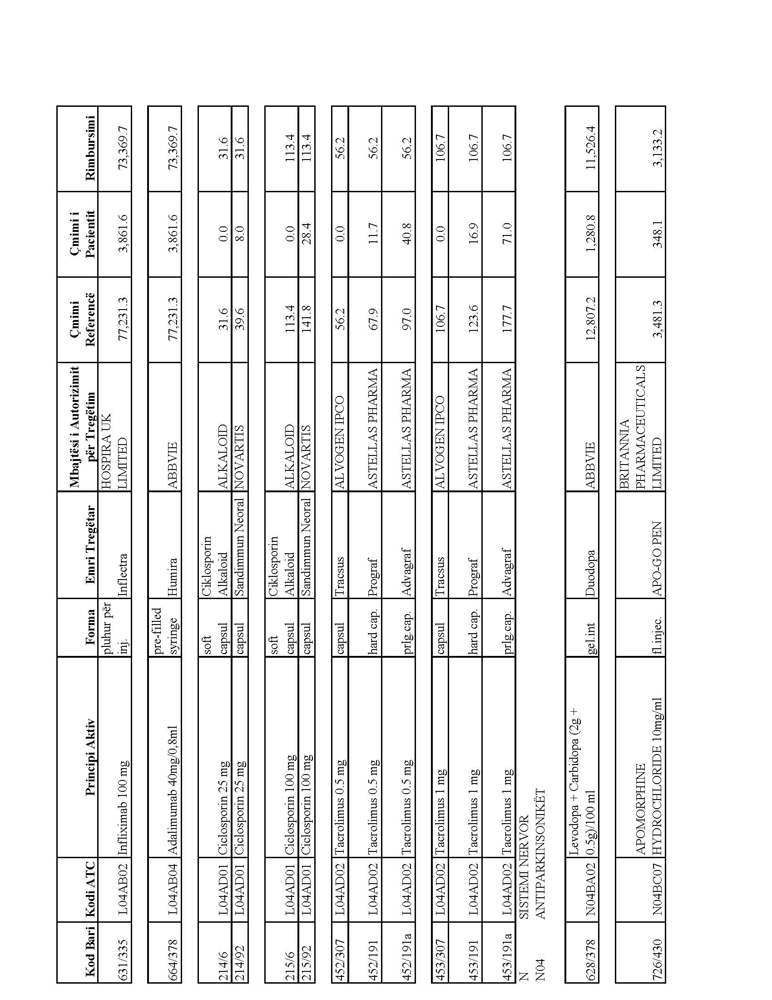 Kod Bari Kodi ATC Principi Aktiv Forma Emri Tregëtar Mbajtësi i Autorizimit për Tregëtim Çmimi Referencë Çmimi i Pacientit Rimbursimi
631/335 L04AB02 Infliximab 100 mg pluhur për inj. Inflectra HOSPIRA UK LIMITED 77,231.3 3,861.6 73,369.7
664/378 L04AB04 Adalimumab 40mg/0,8ml pre-filled syringe Humira ABBVIE 77,231.3 3,861.6 73,369.7
214/6 L04AD01 Ciclosporin 25 mg soft capsul Ciklosporin Alkaloid ALKALOID 31.6 0.0 31.6
214/92 L04AD01 Ciclosporin 25 mg capsul Sandimmun Neoral NOVARTIS 39.6 8.0 31.6
215/6 L04AD01 Ciclosporin 100 mg soft capsul Ciklosporin Alkaloid ALKALOID 113.4 0.0 113.4
215/92 L04AD01 Ciclosporin 100 mg capsul Sandimmun Neoral NOVARTIS 141.8 28.4 113.4
452/307 L04AD02 Tacrolimus 0.5 mg capsul Tracsus ALVOGEN IPCO 56.2 0.0 56.2
452/191 L04AD02 Tacrolimus 0.5 mg hard cap. Prograf ASTELLAS PHARMA 67.9 11.7 56.2
452/191a L04AD02 Tacrolimus 0.5 mg prlg.cap. Advagraf ASTELLAS PHARMA 97.0 40.8 56.2
453/307 L04AD02 Tacrolimus 1 mg capsul Tracsus ALVOGEN IPCO 106.7 0.0 106.7
453/191 L04AD02 Tacrolimus 1 mg hard cap. Prograf ASTELLAS PHARMA 123.6 16.9 106.7
453/191a L04AD02 Tacrolimus 1 mg prlg.cap. Advagraf ASTELLAS PHARMA 177.7 71.0 106.7
N SISTEMI NERVOR
N04 ANTIPARKINSONIKËT
628/378 N04BA02 Levodopa + Carbidopa (2g + 0.5g)/100 ml gel.int Duodopa ABBVIE 12,807.2 1,280.8 11,526.4
726/430 N04BC07 APOMORPHINE HYDROCHLORIDE 10mg/ml fl.injec. APO-GO PEN BRITANNIA PHARMACEUTICALS LIMITED 3,481.3 348.1 3,133.2